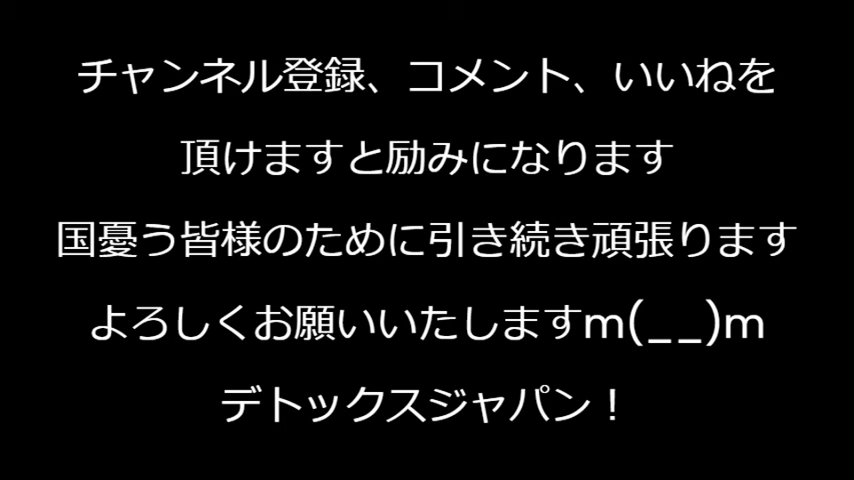 チャンネル登録、コメント、いいねを
頂けますと励みになります
国憂う皆様のために引き続き頑張ります
よろしくお願いいたしますm(__)m
デトックスジャパン！